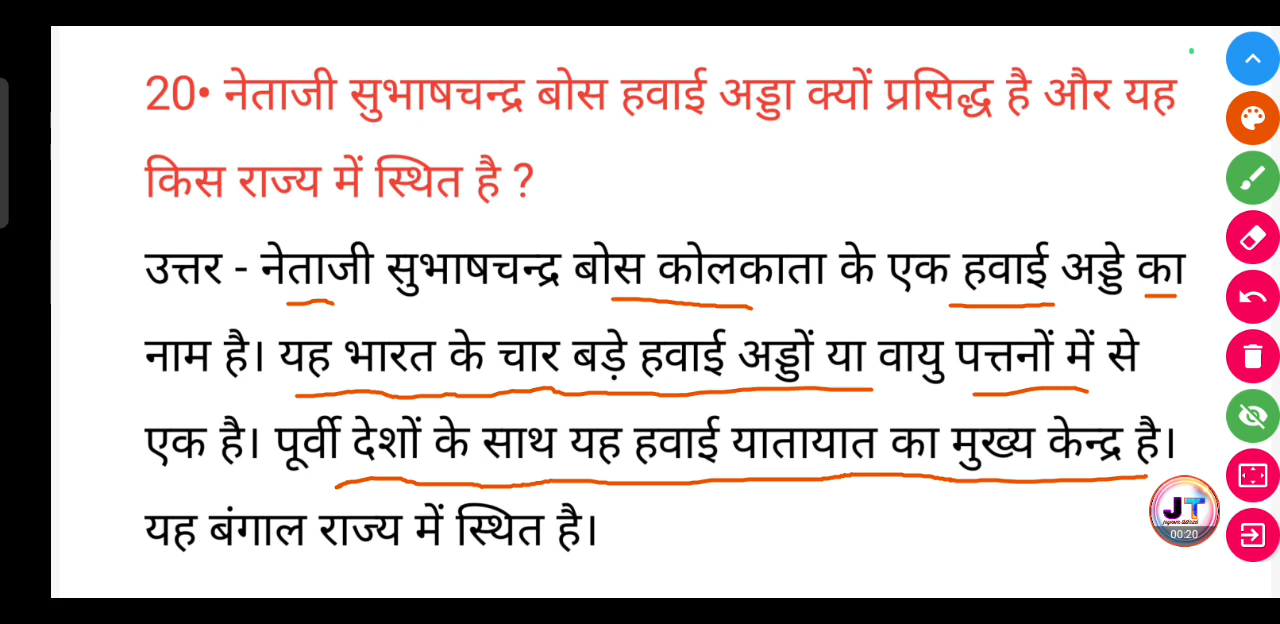 20• नेताजी सुभाषचन्द्र बोस हवाई अड्डा क्यों प्रसिद्ध है और यह
किस राज्य में स्थित है ?
उत्तर - नेताजी सुभाषचन्द्र बोस कोलकाता के एक हवाई अड्डे का
नाम है। यह भारत के चार बड़े हवाई अड्डों या वायु पत्तनों में से
एक है। पूर्वी देशों के साथ यह हवाई यातायात का मुख्य केन्द्र है।
यह बंगाल राज्य में स्थित है।
JT
00:20